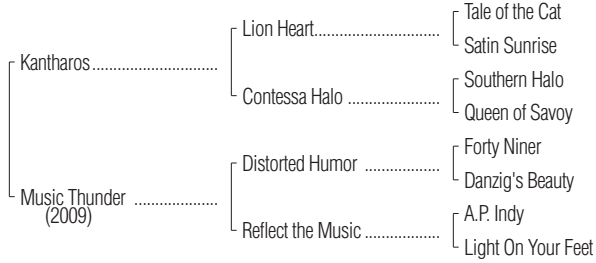 Tale of the Cat
Lion Heart
Satin Sunrise
Kantharos
Southern Halo
Contessa Halo
Queen of Savoy
Forty Niner
Distorted Humor
Danzig's Beauty
Music Thunder
(2009)
A.P. Indy
Reflect the Music
Light On Your Feet